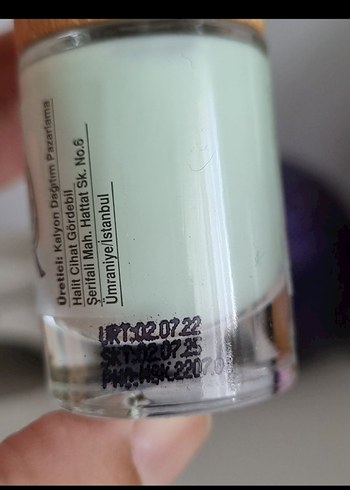 Üretici: Kalyon Dağıtım Pazarlama
Halit Cihat Gördebil
Şerifali Mah. Hattat Sk. No.6
Ümraniye/İstanbul
ÜRT:02.07.22
SKT:02.07.25